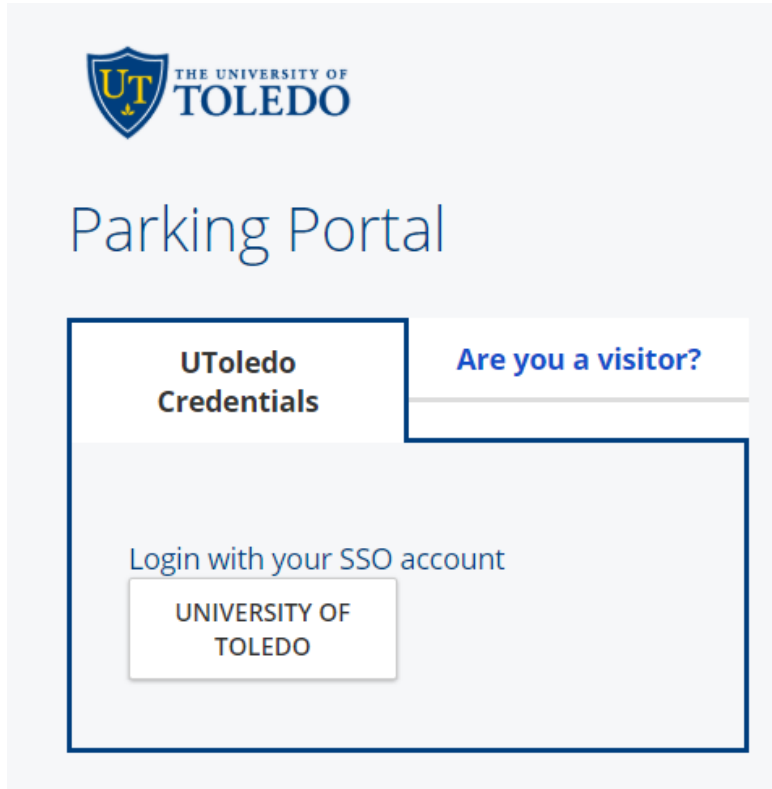 UT
THE UNIVERSITY OF
TOLEDO
Parking Portal
UToledo
Credentials
Are you a visitor?
Login with your SSO account
UNIVERSITY OF
TOLEDO